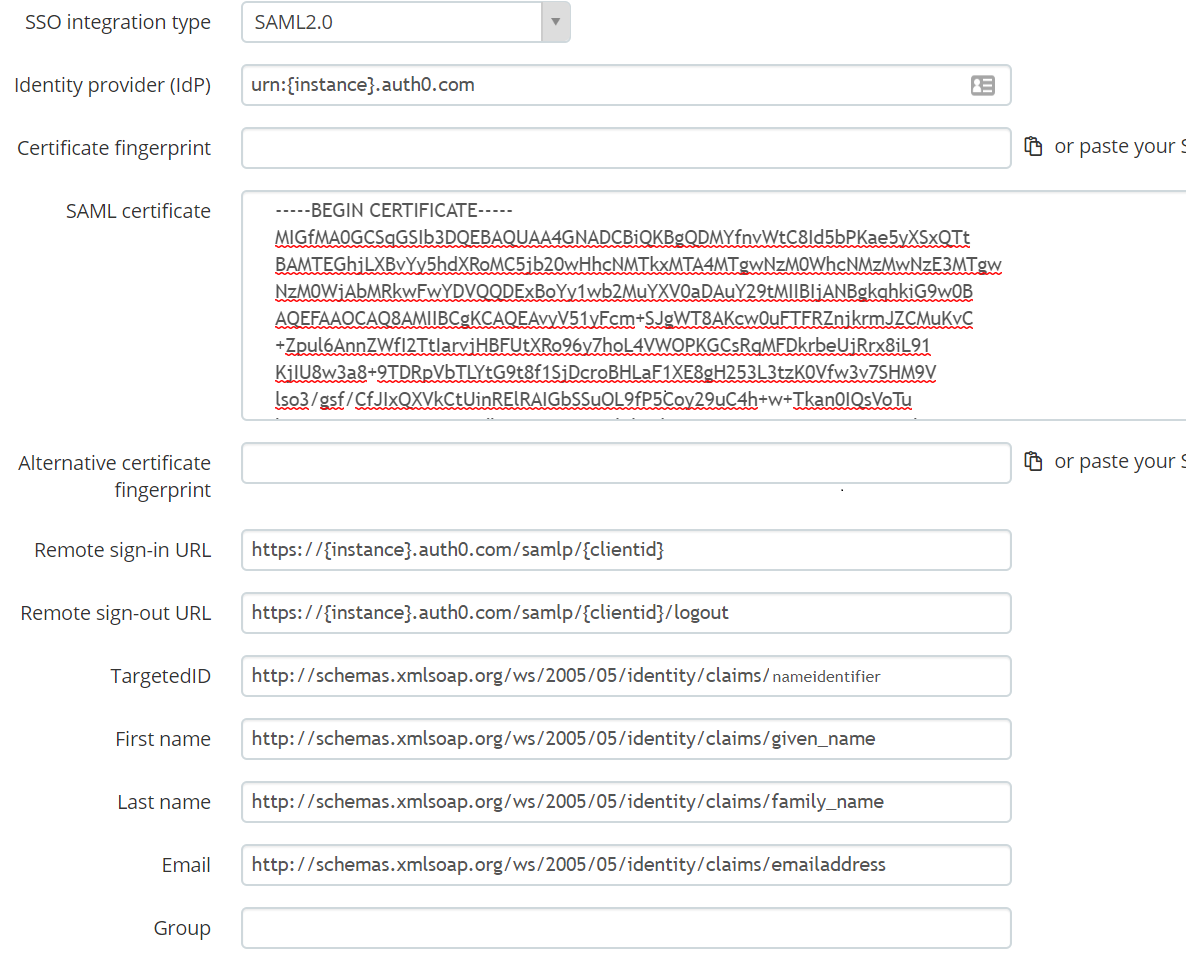 SSO integration type SAML2.0
Identity provider (IdP) urn:{instance}.auth0.com
Certificate fingerprint or paste your S
SAML certificate -----BEGIN CERTIFICATE-----
MIGfMA0GCSqGSIb3DQEBAQUAA4GNADCBiQKBgQDMYfnvWtC8Id5bPKae5yXSxQTt
BAMTEGhjLXBvYy5hdXRoMC5jb20wHhcNMTkxMTA4MTgwNzM0WhcNMzMwNzE3MTgw
NzM0WjAbMRkwFwYDVQQDExBoYy1wb2MuYXV0aDAuY29tMIIBIjANBgkqhkiG9w0B
AQEFAAOCAQ8AMIIBCgKCAQEAvyV51yFcm+SJgWT8AKcw0uFTFRZnjkrmJZCMuKvC
+Zpul6AnnZWfI2TtIarvjHBFUtXRo96y7hoL4VWOPKGCsRqMFDkrbeUjRrx8iL91
KjIU8w3a8+9TDRpVbTLYtG9t8f1SjDcroBHLaF1XE8gH253L3tzK0Vfw3v7SHM9V
lso3/gsf/CfJIxQXVkCtUinRElRAIGbSSuOL9fP5Coy29uC4h+w+Tkan0IQsVoTu
Alternative certificate or paste your S
fingerprint
Remote sign-in URL https://{instance}.auth0.com/samlp/{clientid}
Remote sign-out URL https://{instance}.auth0.com/samlp/{clientid}/logout
TargetedID http://schemas.xmlsoap.org/ws/2005/05/identity/claims/nameidentifier
First name http://schemas.xmlsoap.org/ws/2005/05/identity/claims/given_name
Last name http://schemas.xmlsoap.org/ws/2005/05/identity/claims/family_name
Email http://schemas.xmlsoap.org/ws/2005/05/identity/claims/emailaddress
Group